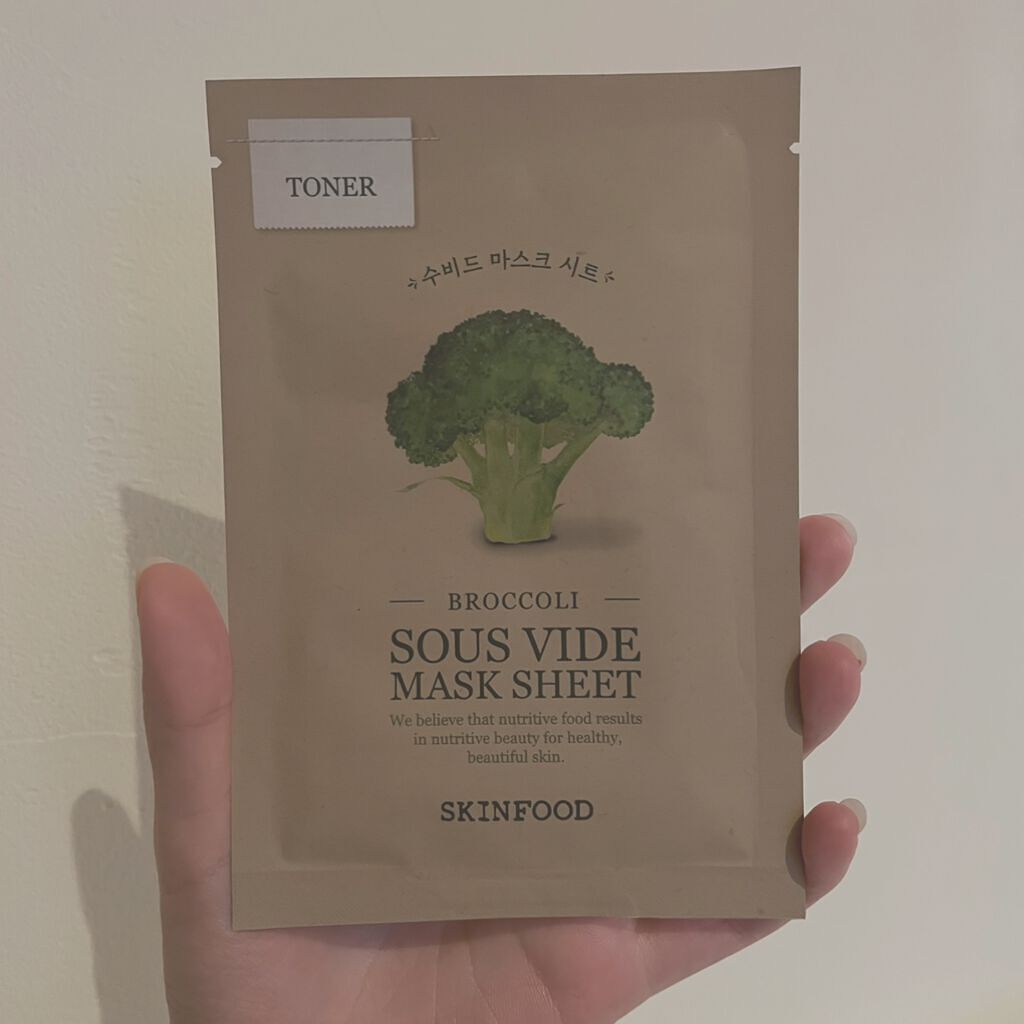 TONER
수비드 마스크 시트
BROCCOLI
SOUS VIDE
MASK SHEET
We believe that nutritive food results
in nutritive beauty for healthy,
beautiful skin.
SKINFOOD